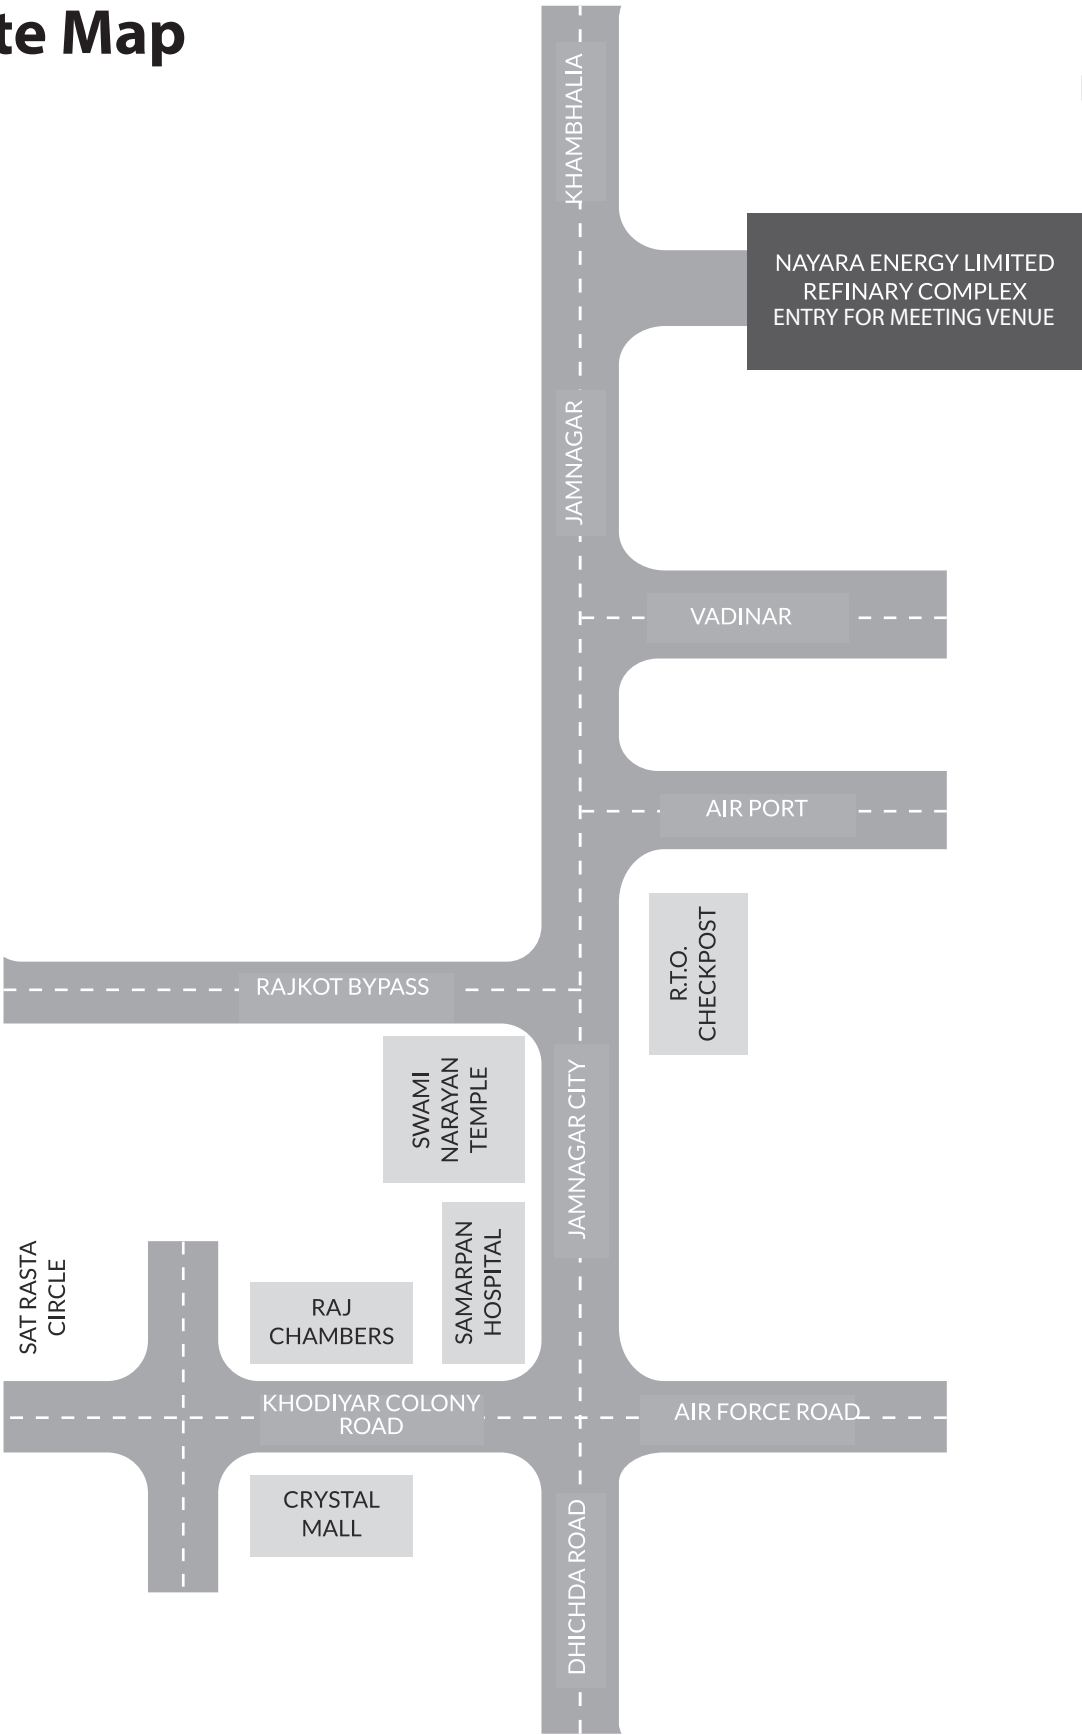 te Map
KHAMBHALIA
NAYARA ENERGY LIMITED
REFINARY COMPLEX
ENTRY FOR MEETING VENUE
JAMNAGAR
VADINAR
AIR PORT
R.T.O.
CHECKPOST
RAJKOT BYPASS
SWAMI
NARAYAN
TEMPLE
JAMNAGAR CITY
SAT RASTA
CIRCLE
RAJ
CHAMBERS
SAMARPAN
HOSPITAL
KHODIYAR COLONY
ROAD
AIR FORCE ROAD
CRYSTAL
MALL
DHICHDA ROAD